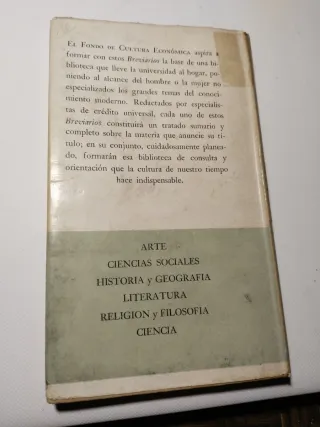 EL FONDO DE CULTURA ECONÓMICA aspira a
formar con estos Breviarios la base de una bi-
blioteca que lleve la universidad al hogar, po-
niendo al alcance del hombre o la mujer no
especializados los grandes temas del conoci-
miento moderno. Redactados por especialis-
tas de crédito universal, cada uno de estos
Breviarios constituirá un tratado sumario y
completo sobre la materia que anuncie su tí-
tulo; en su conjunto, cuidadosamente planea-
do, formarán esa biblioteca de consulta y
orientación que la cultura de nuestro tiempo
hace indispensable.
ARTE
CIENCIAS SOCIALES
HISTORIA y GEOGRAFIA
LITERATURA
RELIGION y FILOSOFIA
CIENCIA